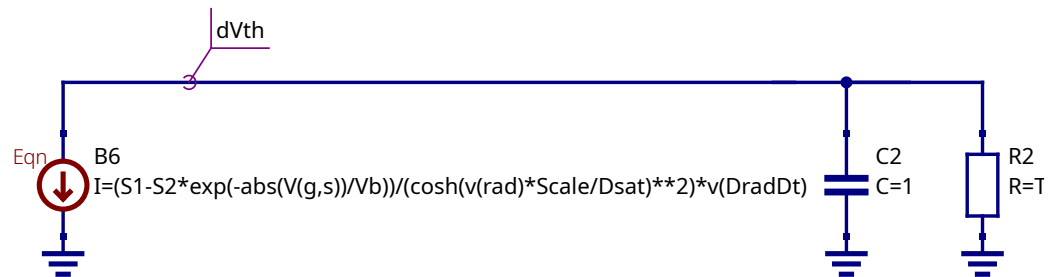 dVth
Eqn
B6
I=(S1-S2*exp(-abs(V(g,s))/Vb))/(cosh(v(rad)*Scale/Dsat)**2)*v(DradDt)
C2
C=1
R2
R=T